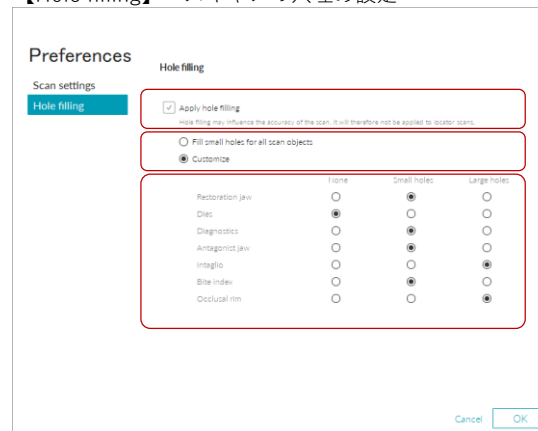 【Hole filling】
Preferences
Hole filling
Scan settings
Hole filling
Apply hole filling
Hole filling may influence the accuracy of the scan. It will therefore not be applied to locator scans.
Fill small holes for all scan objects
Customize
None Small holes Large holes
Restoration jaw
Dies
Diagnostics
Antagonist jaw
Intaglio
Bite index
Occlusal rim
Cancel OK